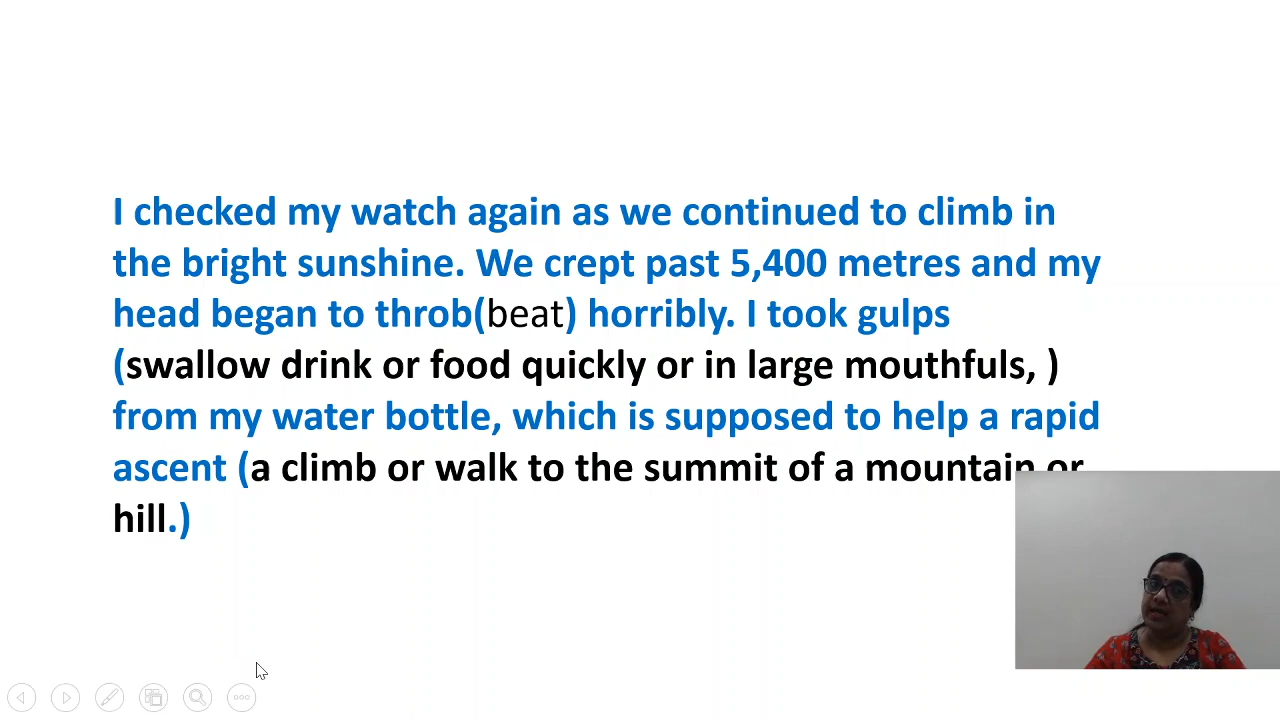 I checked my watch again as we continued to climb in
the bright sunshine. We crept past 5,400 metres and my
head began to throb(beat) horribly. I took gulps
(swallow drink or food quickly or in large mouthfuls, )
from my water bottle, which is supposed to help a rapid
ascent (a climb or walk to the summit of a mountain or
hill.)